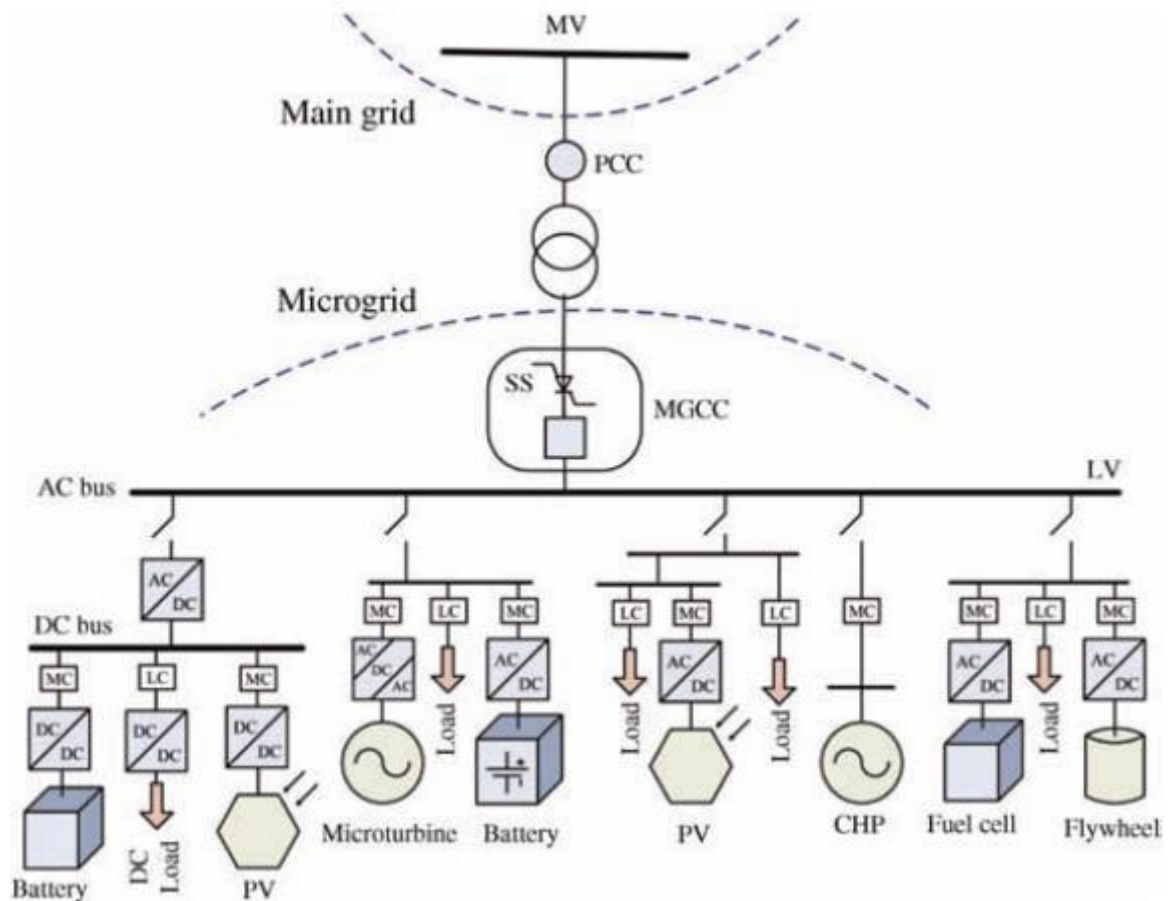 MV
Main grid
PCC
Microgrid
SS
MGCC
AC bus
LV
AC
DC
DC bus
MC
LC
MC
MC
LC
MC
LC
MC
LC
MC
MC
LC
MC
DC
DC
DC
DC
DC
DC
AC
DC
AC
AC
DC
AC
DC
AC
DC
AC
DC
Load
Load
Load
Load
Microturbine
Battery
PV
CHP
Fuel cell
Flywheel
Battery
DC
Load
PV